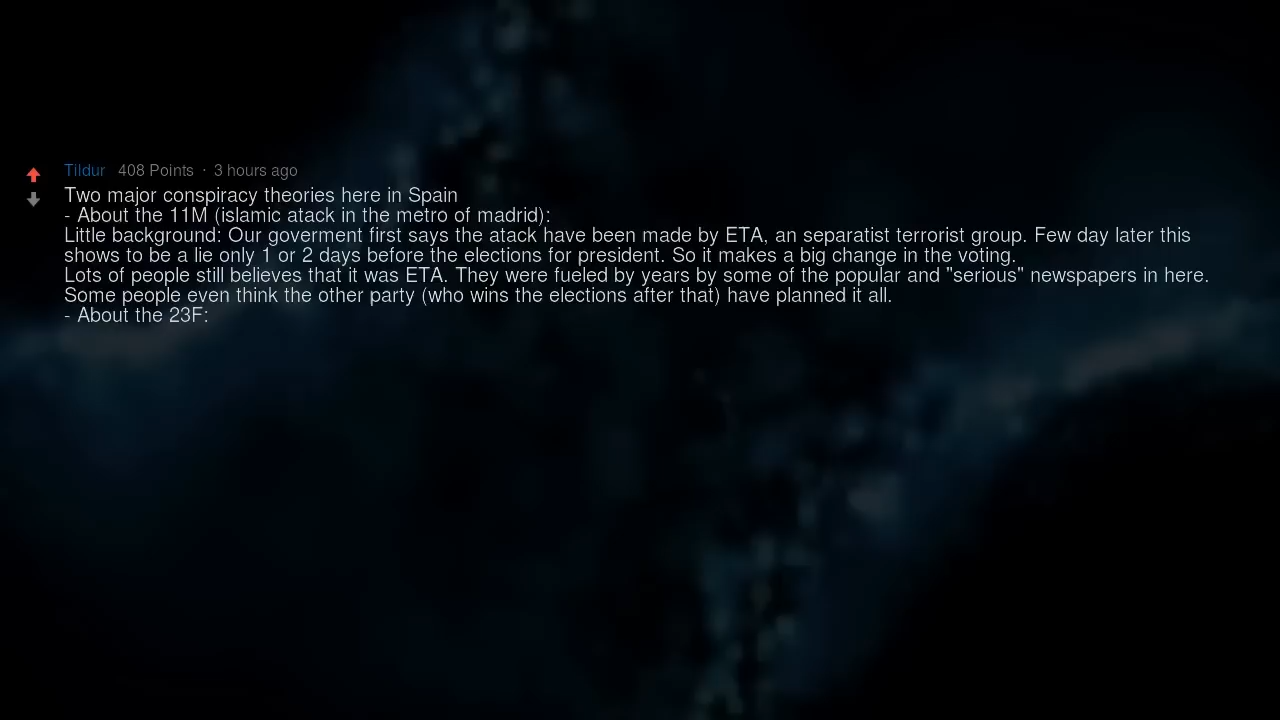 Tildur 408 Points · 3 hours ago
Two major conspiracy theories here in Spain
- About the 11M (islamic atack in the metro of madrid):
Little background: Our goverment first says the atack have been made by ETA, an separatist terrorist group. Few day later this
shows to be a lie only 1 or 2 days before the elections for president. So it makes a big change in the voting.
Lots of people still believes that it was ETA. They were fueled by years by some of the popular and "serious" newspapers in here.
Some people even think the other party (who wins the elections after that) have planned it all.
- About the 23F: